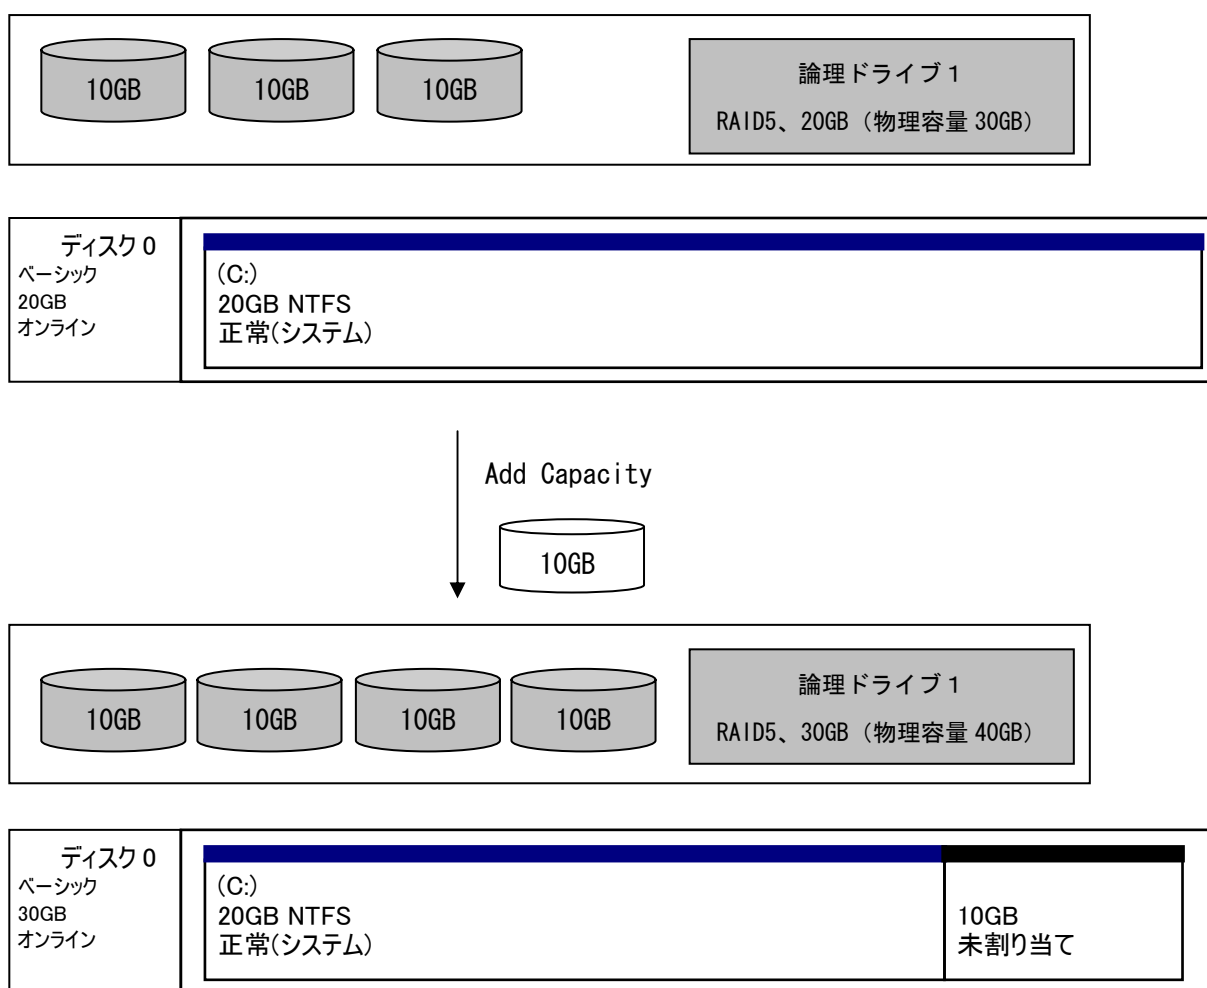 10GB 10GB 10GB
論理ドライブ1
RAID5、20GB（物理容量 30GB）
ディスク 0
ベーシック
20GB
オンライン
(C:)
20GB NTFS
正常(システム)
Add Capacity
10GB
10GB 10GB 10GB 10GB
論理ドライブ1
RAID5、30GB（物理容量 40GB）
ディスク 0
ベーシック
30GB
オンライン
(C:)
20GB NTFS
正常(システム)
10GB
未割り当て